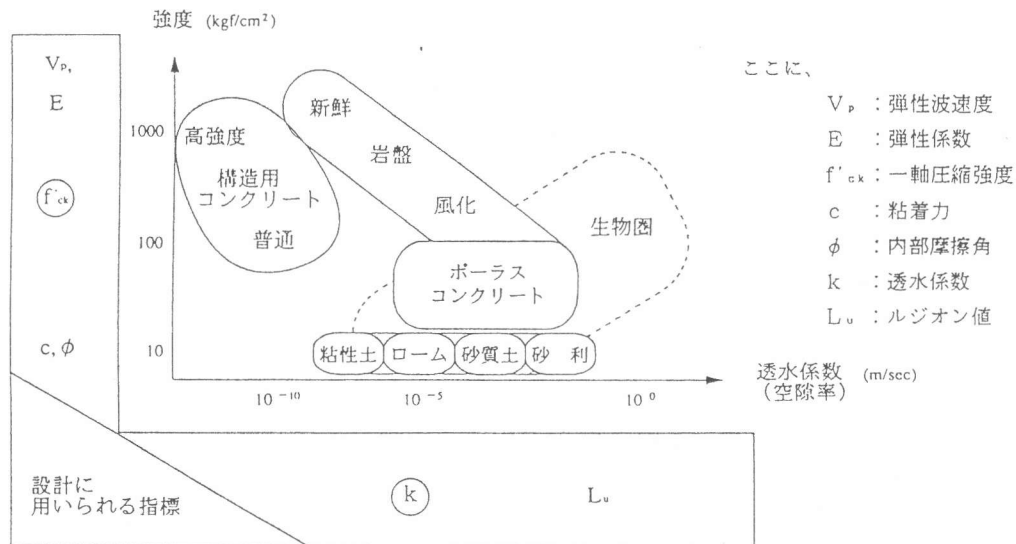 強度 (kgf/cm²)
Vₚ,
E
f'ck
c, φ
1000
100
10
新鮮
岩盤
風化
高強度
構造用
コンクリート
普通
生物圏
ポーラス
コンクリート
粘性土
ローム
砂質土
砂 利
10⁻¹⁰
10⁻⁵
10⁰
透水係数 (m/sec)
(空隙率)
ここに、
Vₚ :弾性波速度
E :弾性係数
f'ck:一軸圧縮強度
c :粘着力
φ :内部摩擦角
k :透水係数
Lu :ルジオン値
設計に
用いられる指標
k
Lu